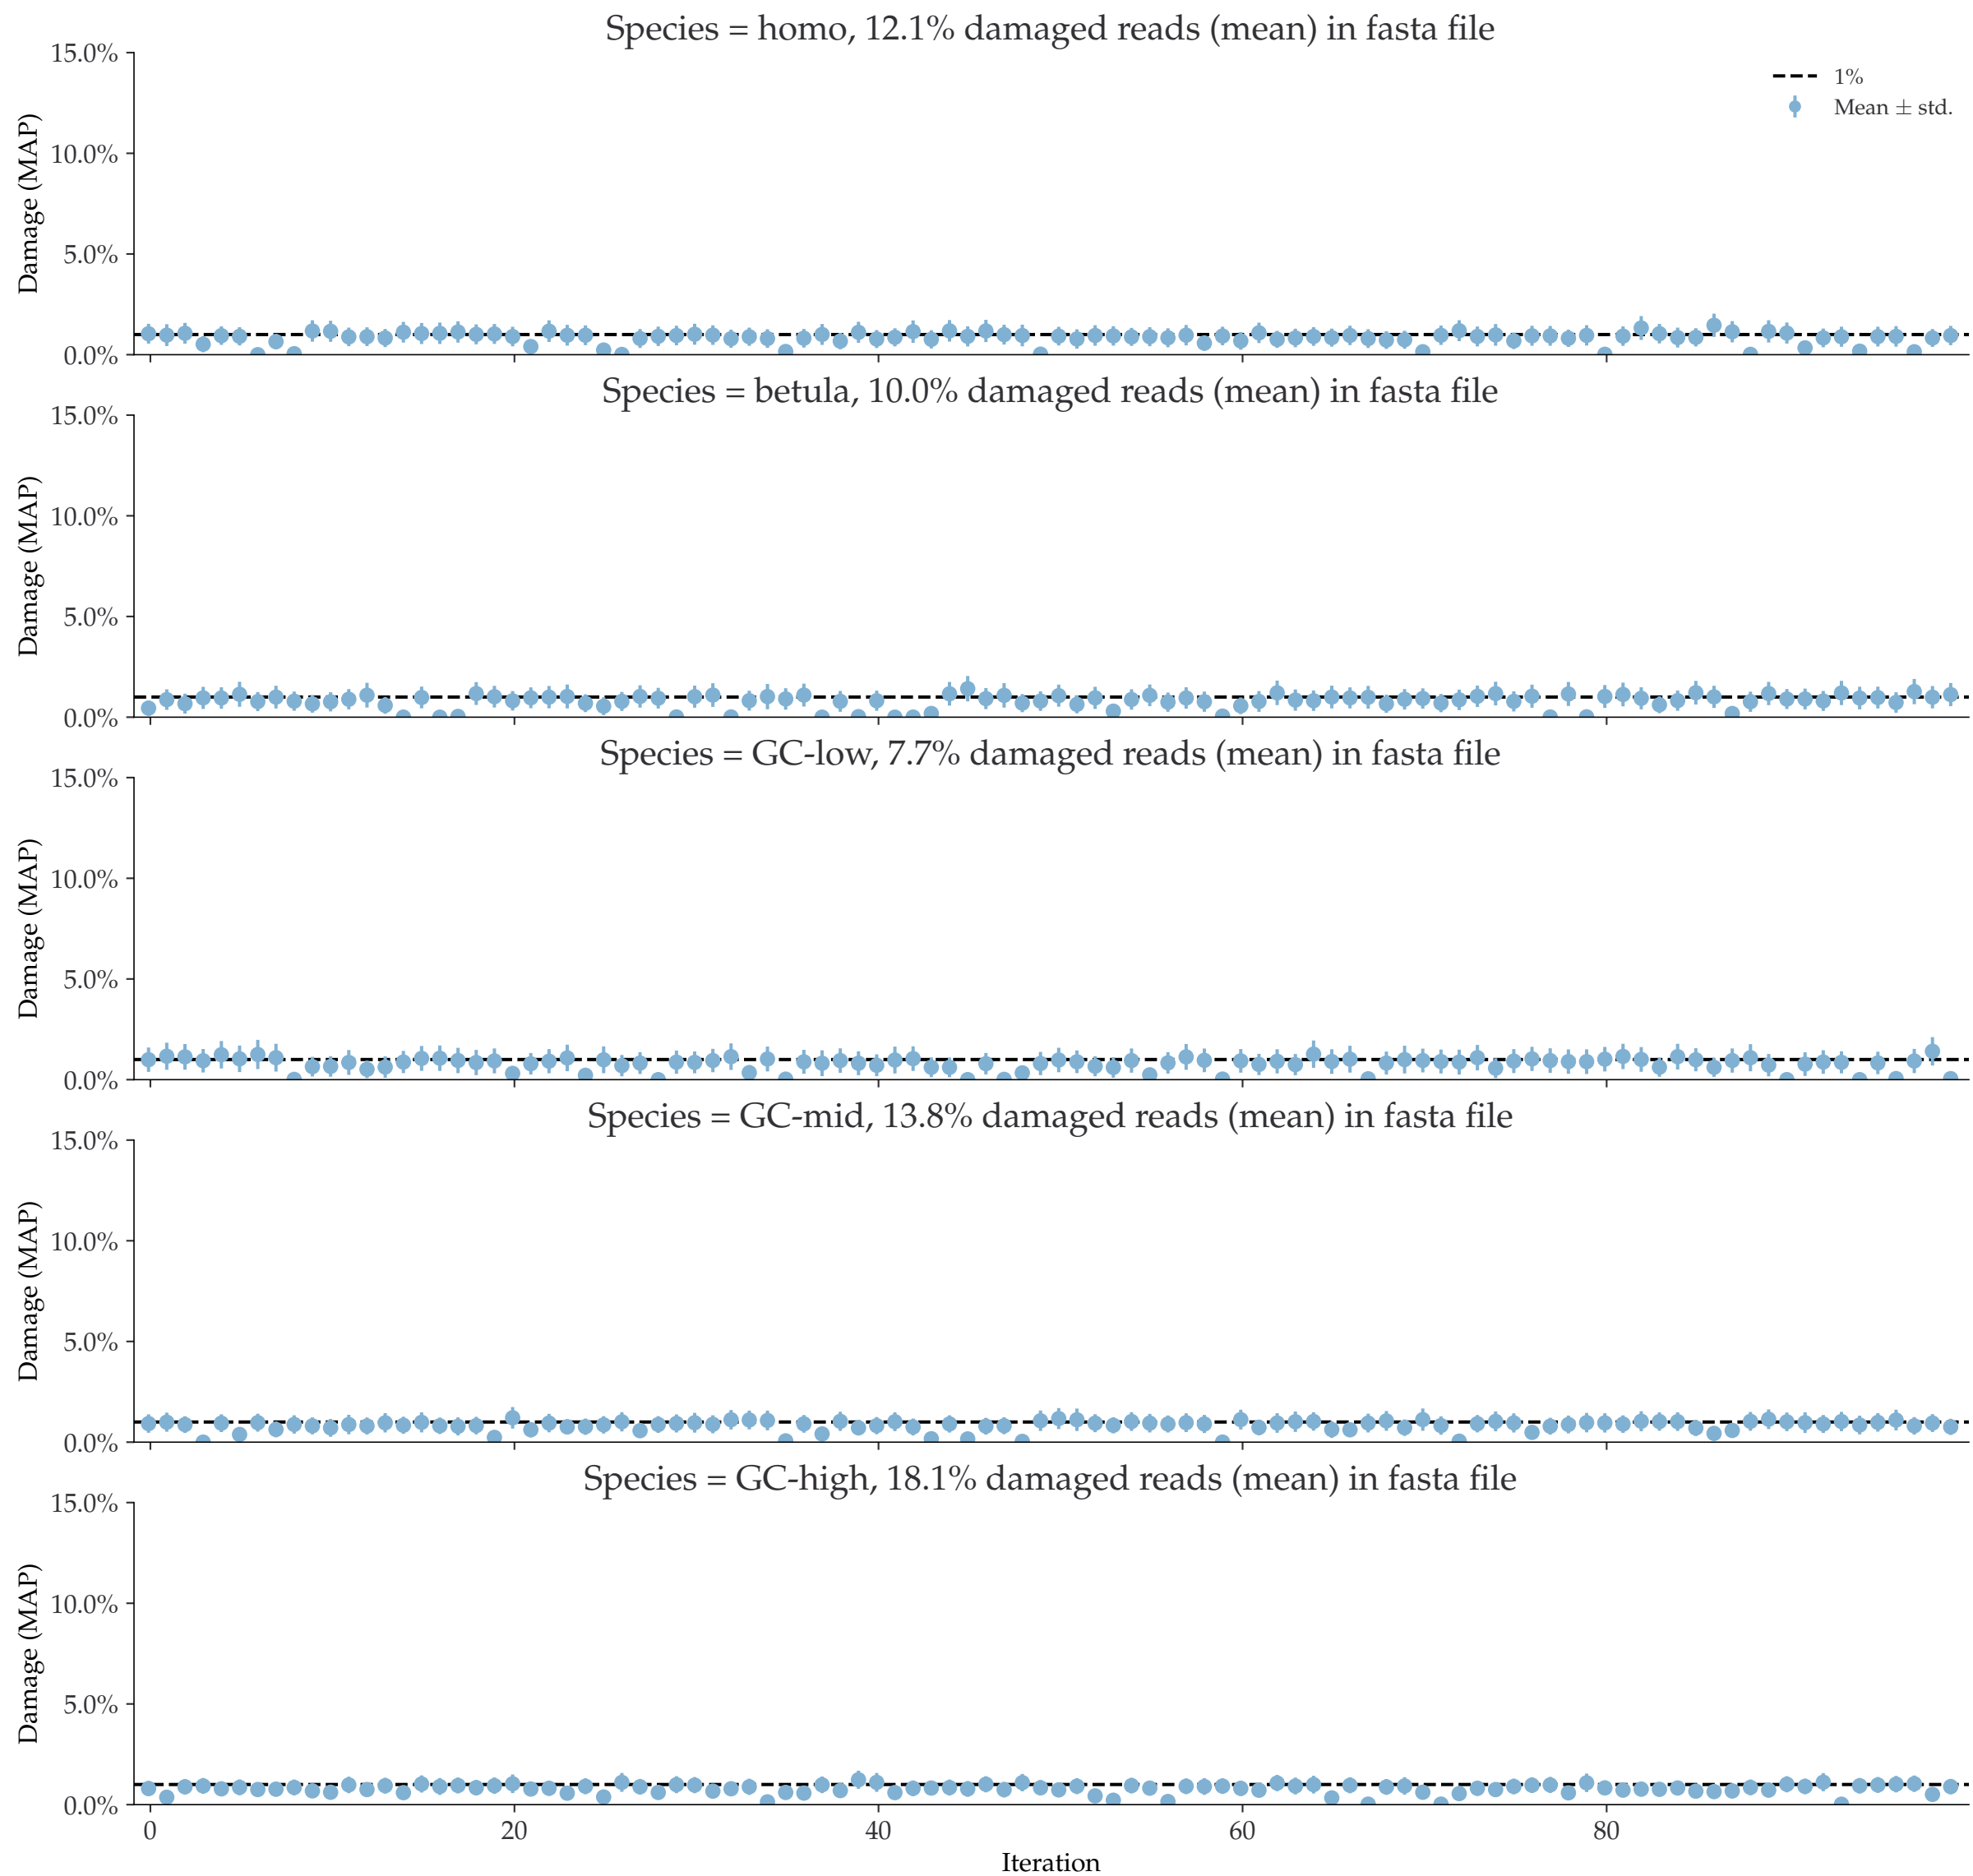 Species = homo, 12.1% damaged reads (mean) in fasta file
15.0%
10.0%
5.0%
0.0%
Damage (MAP)
1%
Mean ± std.
Species = betula, 10.0% damaged reads (mean) in fasta file
15.0%
10.0%
5.0%
0.0%
Damage (MAP)
Species = GC-low, 7.7% damaged reads (mean) in fasta file
15.0%
10.0%
5.0%
0.0%
Damage (MAP)
Species = GC-mid, 13.8% damaged reads (mean) in fasta file
15.0%
10.0%
5.0%
0.0%
Damage (MAP)
Species = GC-high, 18.1% damaged reads (mean) in fasta file
15.0%
10.0%
5.0%
0.0%
Damage (MAP)
0 20 40 60 80
Iteration